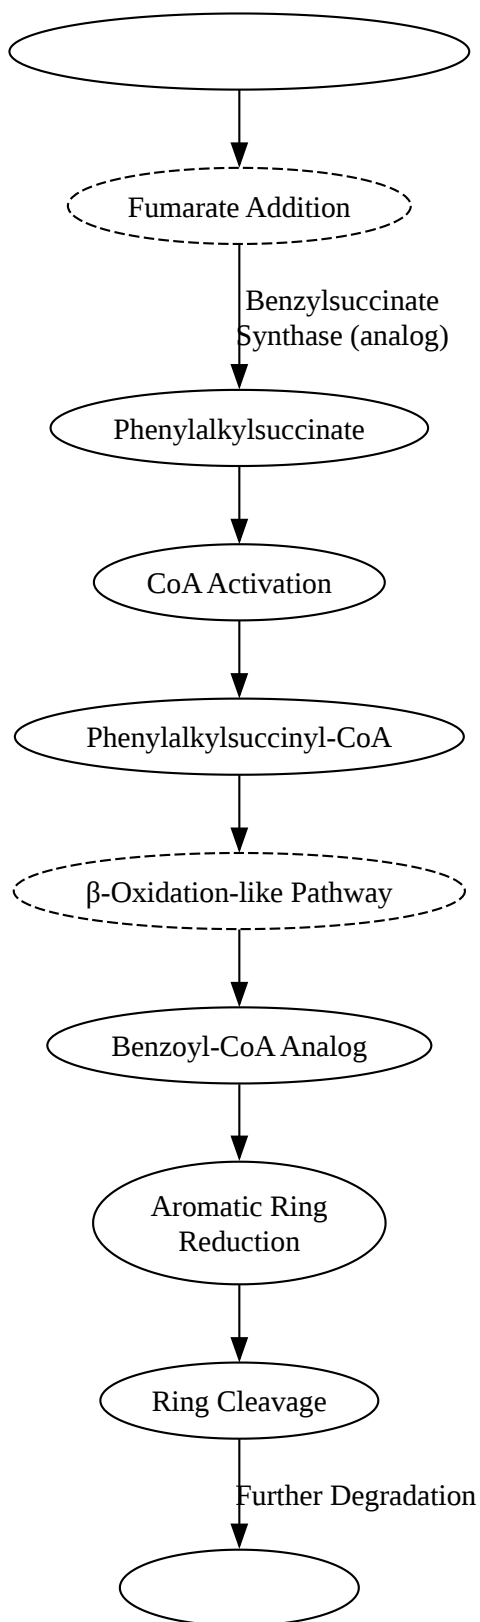 Fumarate Addition
Benzylsuccinate
Synthase (analog)
Phenylalkylsuccinate
CoA Activation
Phenylalkylsuccinyl-CoA
β-Oxidation-like Pathway
Benzoyl-CoA Analog
Aromatic Ring
Reduction
Ring Cleavage
Further Degradation